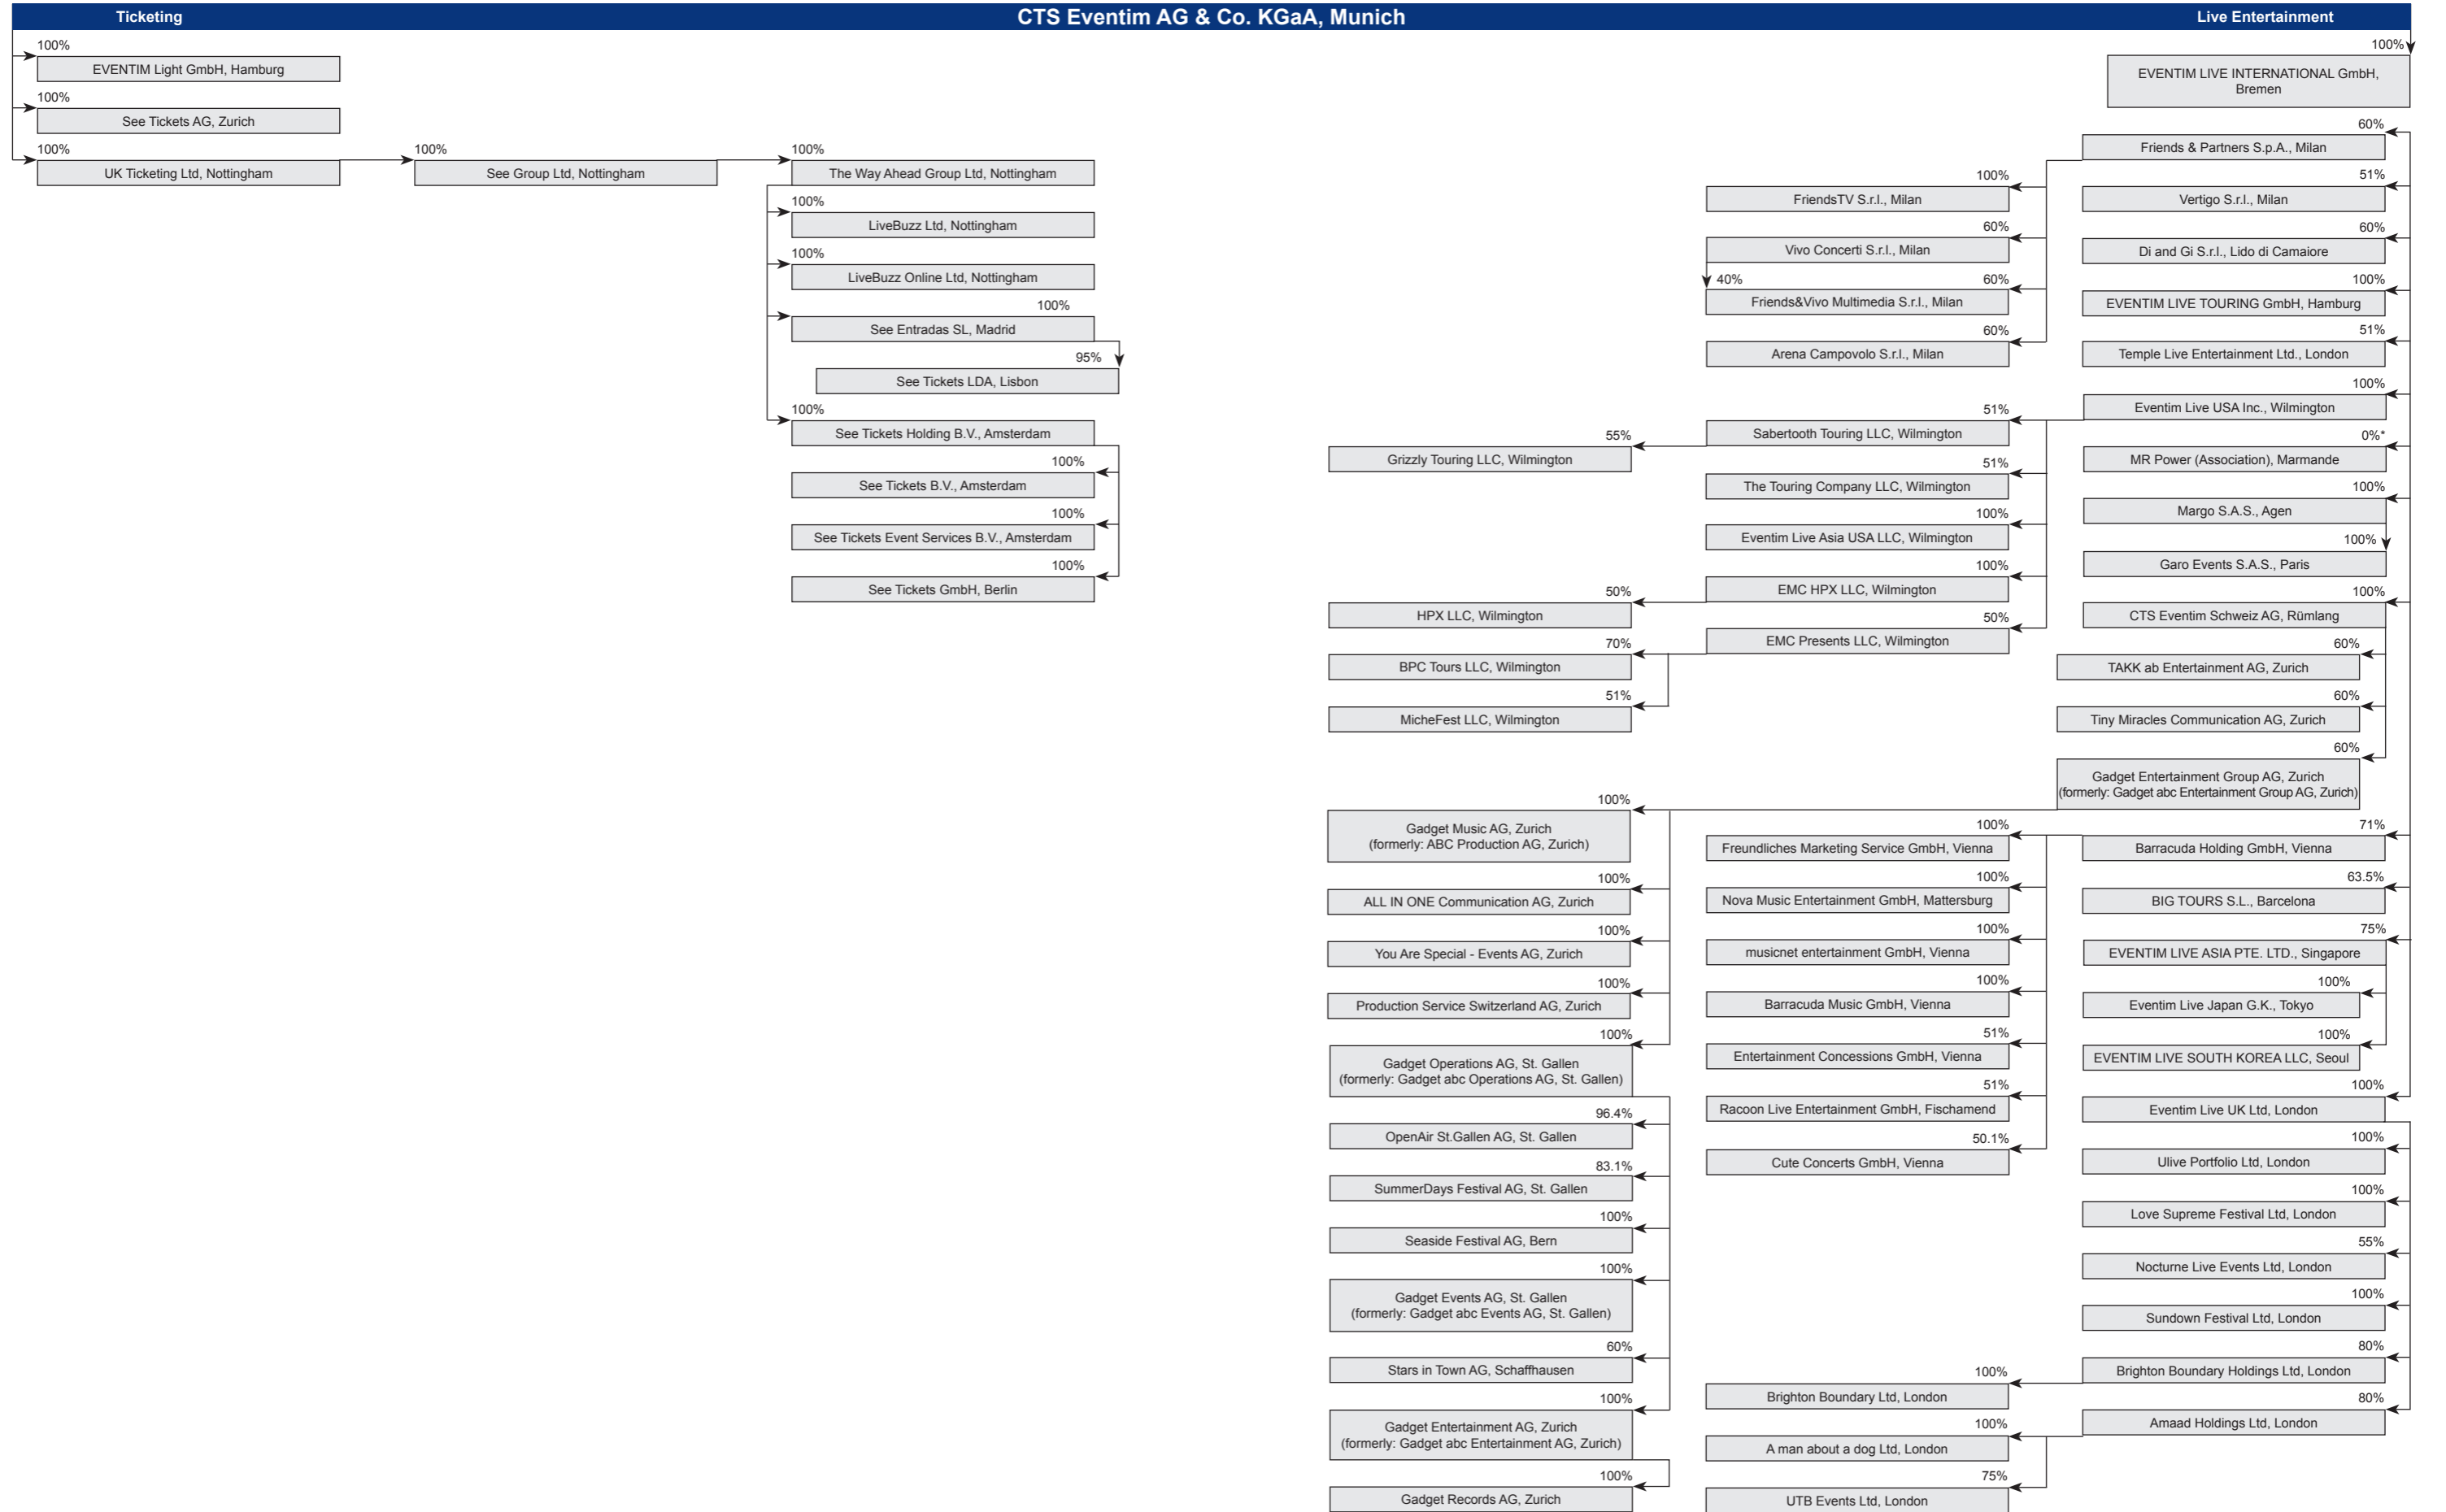 Ticketing
CTS Eventim AG & Co. KGaA, Munich
Live Entertainment
100%
EVENTIM Light GmbH, Hamburg
100%
See Tickets AG, Zurich
100%
UK Ticketing Ltd, Nottingham
100%
See Group Ltd, Nottingham
100%
The Way Ahead Group Ltd, Nottingham
100%
LiveBuzz Ltd, Nottingham
100%
LiveBuzz Online Ltd, Nottingham
100%
See Entradas SL, Madrid
95%
See Tickets LDA, Lisbon
100%
See Tickets Holding B.V., Amsterdam
100%
See Tickets B.V., Amsterdam
100%
See Tickets Event Services B.V., Amsterdam
100%
See Tickets GmbH, Berlin
100%
EVENTIM LIVE INTERNATIONAL GmbH,
Bremen
60%
Friends & Partners S.p.A., Milan
100%
FriendsTV S.r.l., Milan
60%
Vivo Concerti S.r.l., Milan
40%
60%
Friends&Vivo Multimedia S.r.l., Milan
60%
Arena Campovolo S.r.l., Milan
51%
Vertigo S.r.l., Milan
60%
Di and Gi S.r.l., Lido di Camaiore
100%
EVENTIM LIVE TOURING GmbH, Hamburg
51%
Temple Live Entertainment Ltd., London
100%
Eventim Live USA Inc., Wilmington
51%
Sabertooth Touring LLC, Wilmington
55%
Grizzly Touring LLC, Wilmington
51%
The Touring Company LLC, Wilmington
100%
Eventim Live Asia USA LLC, Wilmington
100%
EMC HPX LLC, Wilmington
50%
HPX LLC, Wilmington
50%
EMC Presents LLC, Wilmington
70%
BPC Tours LLC, Wilmington
51%
MicheFest LLC, Wilmington
0%*
MR Power (Association), Marmande
100%
Margo S.A.S., Agen
100%
Garo Events S.A.S., Paris
100%
CTS Eventim Schweiz AG, Rümlang
60%
TAKK ab Entertainment AG, Zurich
60%
Tiny Miracles Communication AG, Zurich
60%
Gadget Entertainment Group AG, Zurich
(formerly: Gadget abc Entertainment Group AG, Zurich)
100%
Gadget Music AG, Zurich
(formerly: ABC Production AG, Zurich)
100%
ALL IN ONE Communication AG, Zurich
100%
You Are Special - Events AG, Zurich
100%
Production Service Switzerland AG, Zurich
100%
Gadget Operations AG, St. Gallen
(formerly: Gadget abc Operations AG, St. Gallen)
96.4%
OpenAir St.Gallen AG, St. Gallen
83.1%
SummerDays Festival AG, St. Gallen
100%
Seaside Festival AG, Bern
100%
Gadget Events AG, St. Gallen
(formerly: Gadget abc Events AG, St. Gallen)
60%
Stars in Town AG, Schaffhausen
100%
Gadget Entertainment AG, Zurich
(formerly: Gadget abc Entertainment AG, Zurich)
100%
Gadget Records AG, Zurich
71%
Barracuda Holding GmbH, Vienna
100%
Freundliches Marketing Service GmbH, Vienna
100%
Nova Music Entertainment GmbH, Mattersburg
100%
musicnet entertainment GmbH, Vienna
100%
Barracuda Music GmbH, Vienna
51%
Entertainment Concessions GmbH, Vienna
51%
Racoon Live Entertainment GmbH, Fischamend
50.1%
Cute Concerts GmbH, Vienna
63.5%
BIG TOURS S.L., Barcelona
75%
EVENTIM LIVE ASIA PTE. LTD., Singapore
100%
Eventim Live Japan G.K., Tokyo
100%
EVENTIM LIVE SOUTH KOREA LLC, Seoul
100%
Eventim Live UK Ltd, London
100%
Ulive Portfolio Ltd, London
100%
Love Supreme Festival Ltd, London
55%
Nocturne Live Events Ltd, London
100%
Sundown Festival Ltd, London
80%
Brighton Boundary Holdings Ltd, London
100%
Brighton Boundary Ltd, London
80%
Amaad Holdings Ltd, London
100%
A man about a dog Ltd, London
75%
UTB Events Ltd, London